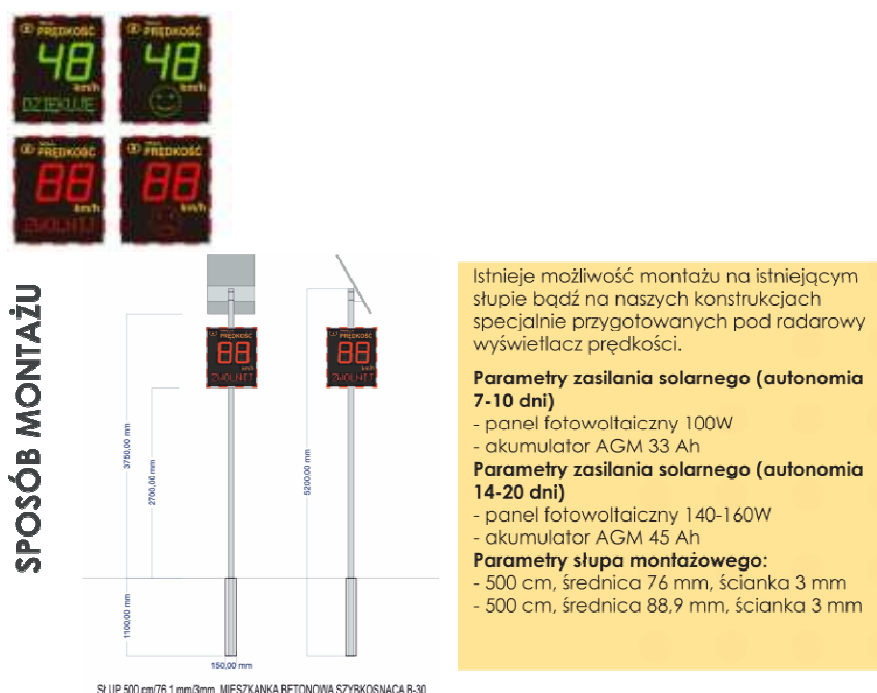 PRĘDKOŚĆ
48
km/h
DZIĘKUJĘ
PRĘDKOŚĆ
48
km/h
PRĘDKOŚĆ
88
km/h
ZWOLNIJ
PRĘDKOŚĆ
88
km/h
SPOSÓB MONTAŻU
PRĘDKOŚĆ
88
km/h
ZWOLNIJ
PRĘDKOŚĆ
88
km/h
ZWOLNIJ
3750,00 mm
2700,00 mm
5200,00 mm
1100,00 mm
150,00 mm
SŁUP 500 cm/76,1 mm/3mm, MIESZKANKA BETONOWA SZYBKOSNĄCA B-30
Istnieje możliwość montażu na istniejącym
słupie bądź na naszych konstrukcjach
specjalnie przygotowanych pod radarowy
wyświetlacz prędkości.
Parametry zasilania solarnego (autonomia
7-10 dni)
- panel fotowoltaiczny 100W
- akumulator AGM 33 Ah
Parametry zasilania solarnego (autonomia
14-20 dni)
- panel fotowoltaiczny 140-160W
- akumulator AGM 45 Ah
Parametry słupa montażowego:
- 500 cm, średnica 76 mm, ścianka 3 mm
- 500 cm, średnica 88,9 mm, ścianka 3 mm